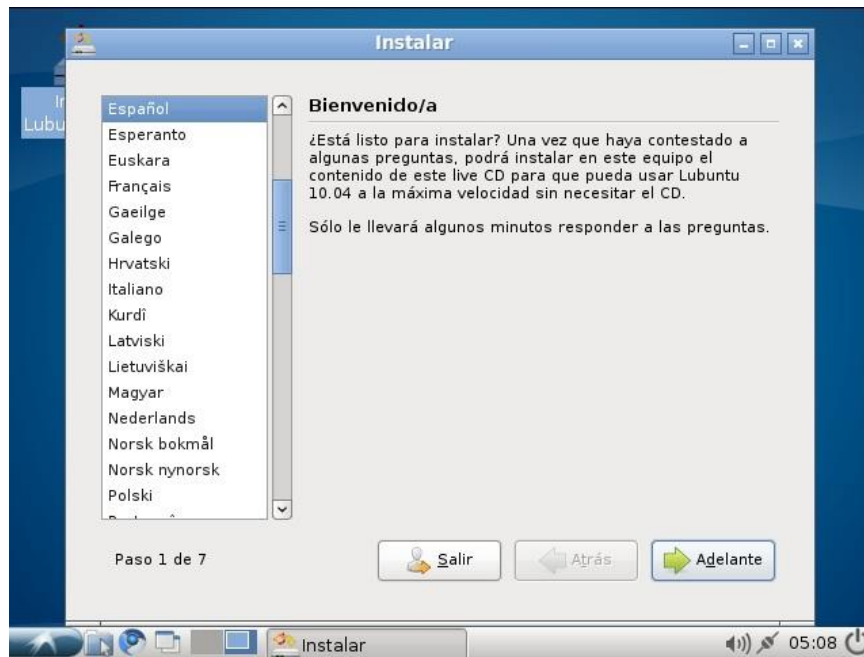 Instalar
Español
Esperanto
Euskara
Français
Gaeilge
Galego
Hrvatski
Italiano
Kurdî
Latviski
Lietuviškai
Magyar
Nederlands
Norsk bokmål
Norsk nynorsk
Polski
Bienvenido/a
¿Está listo para instalar? Una vez que haya contestado a
algunas preguntas, podrá instalar en este equipo el
contenido de este live CD para que pueda usar Lubuntu
10.04 a la máxima velocidad sin necesitar el CD.
Sólo le llevará algunos minutos responder a las preguntas.
Paso 1 de 7
Salir
Atrás
Adelante
Instalar
05:08